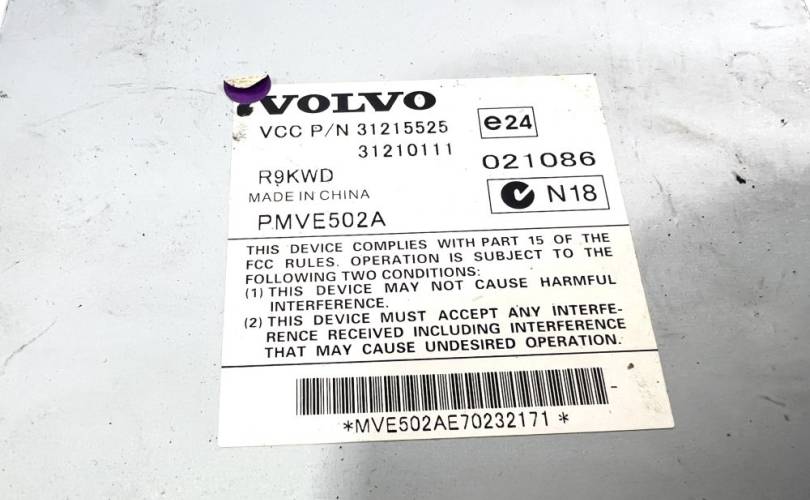 VOLVO
VCC P/N 31215525
31210111
e24
021086
R9KWD
MADE IN CHINA
N18
PMVE502A
THIS DEVICE COMPLIES WITH PART 15 OF THE
FCC RULES. OPERATION IS SUBJECT TO THE
FOLLOWING TWO CONDITIONS:
(1) THIS DEVICE MAY NOT CAUSE HARMFUL
INTERFERENCE.
(2) THIS DEVICE MUST ACCEPT ANY INTERFE-
RENCE RECEIVED INCLUDING INTERFERENCE
THAT MAY CAUSE UNDESIRED OPERATION.
*MVE502AE70232171*